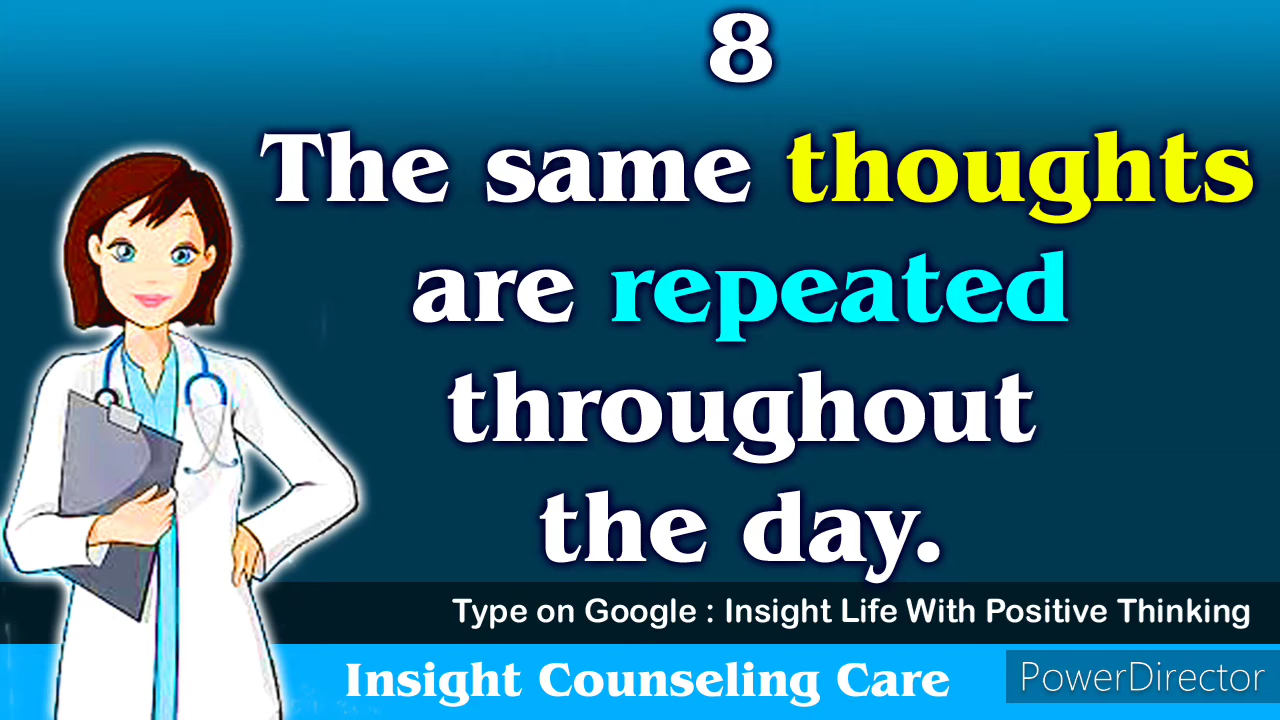 8
The same thoughts
are repeated
throughout
the day.
Type on Google : Insight Life With Positive Thinking
Insight Counseling Care
PowerDirector